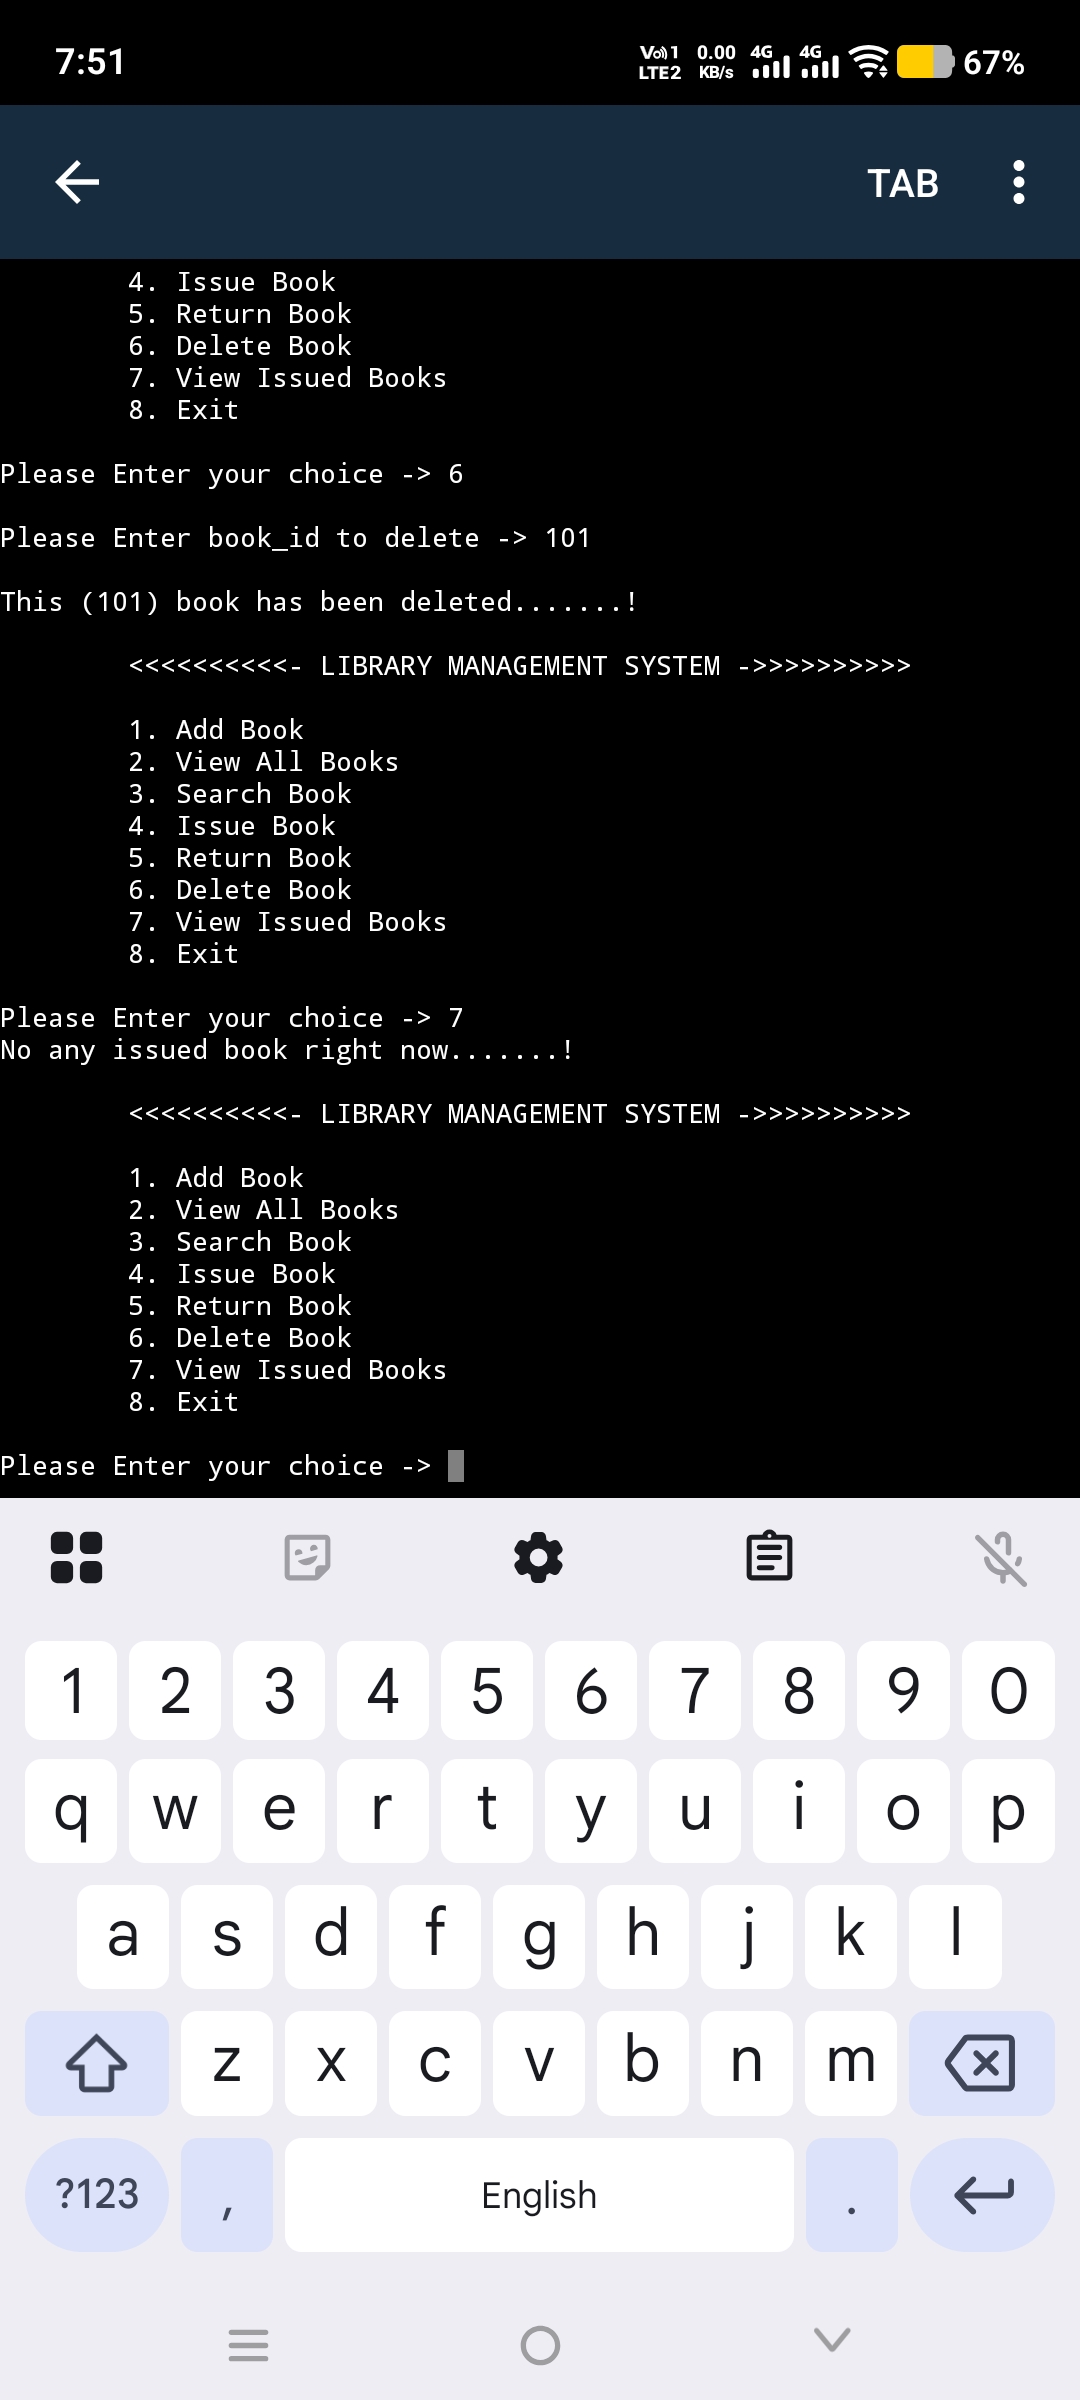 7:51
Vo)) 1 0.00 4G 4G 67%
LTE2 KB/s
TAB
4. Issue Book
5. Return Book
6. Delete Book
7. View Issued Books
8. Exit
Please Enter your choice -> 6
Please Enter book_id to delete -> 101
This (101) book has been deleted.......!
<<<<<<<<<<- LIBRARY MANAGEMENT SYSTEM ->>>>>>>>>>
1. Add Book
2. View All Books
3. Search Book
4. Issue Book
5. Return Book
6. Delete Book
7. View Issued Books
8. Exit
Please Enter your choice -> 7
No any issued book right now.......!
<<<<<<<<<<- LIBRARY MANAGEMENT SYSTEM ->>>>>>>>>>
1. Add Book
2. View All Books
3. Search Book
4. Issue Book
5. Return Book
6. Delete Book
7. View Issued Books
8. Exit
Please Enter your choice ->
1 2 3 4 5 6 7 8 9 0
q w e r t y u i o p
a s d f g h j k l
z x c v b n m
?123 , English .